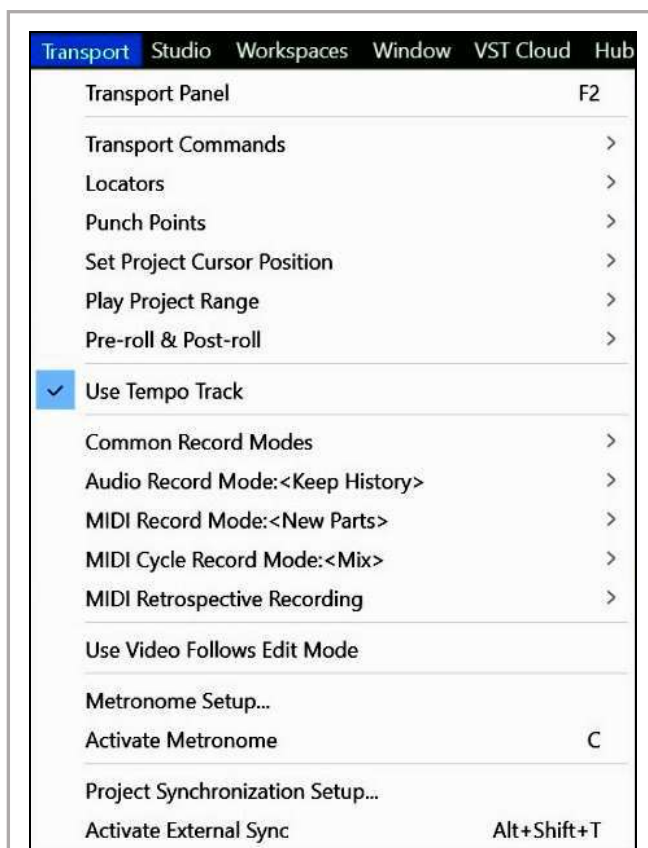 Transport Studio Workspaces Window VST Cloud Hub
Transport Panel F2
Transport Commands >
Locators >
Punch Points >
Set Project Cursor Position >
Play Project Range >
Pre-roll & Post-roll >
Use Tempo Track
Common Record Modes >
Audio Record Mode:<Keep History> >
MIDI Record Mode:<New Parts> >
MIDI Cycle Record Mode:<Mix> >
MIDI Retrospective Recording >
Use Video Follows Edit Mode
Metronome Setup...
Activate Metronome C
Project Synchronization Setup...
Activate External Sync Alt+Shift+T